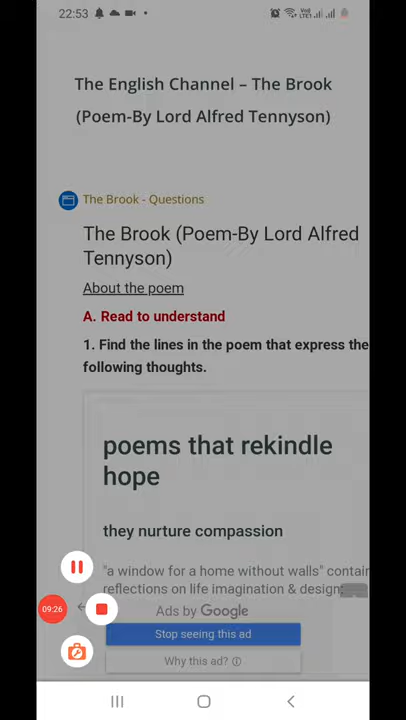 22:53
The English Channel – The Brook
(Poem-By Lord Alfred Tennyson)
The Brook - Questions
The Brook (Poem-By Lord Alfred
Tennyson)
About the poem
A. Read to understand
1. Find the lines in the poem that express the
following thoughts.
poems that rekindle
hope
they nurture compassion
"a window for a home without walls" contain
reflections on life imagination & design;
09:26
Ads by Google
Stop seeing this ad
Why this ad?